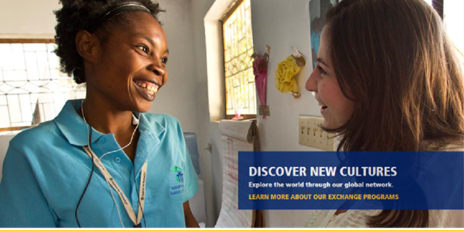 DISCOVER NEW CULTURES
Explore the world through our global network.
LEARN MORE ABOUT OUR EXCHANGE PROGRAMS